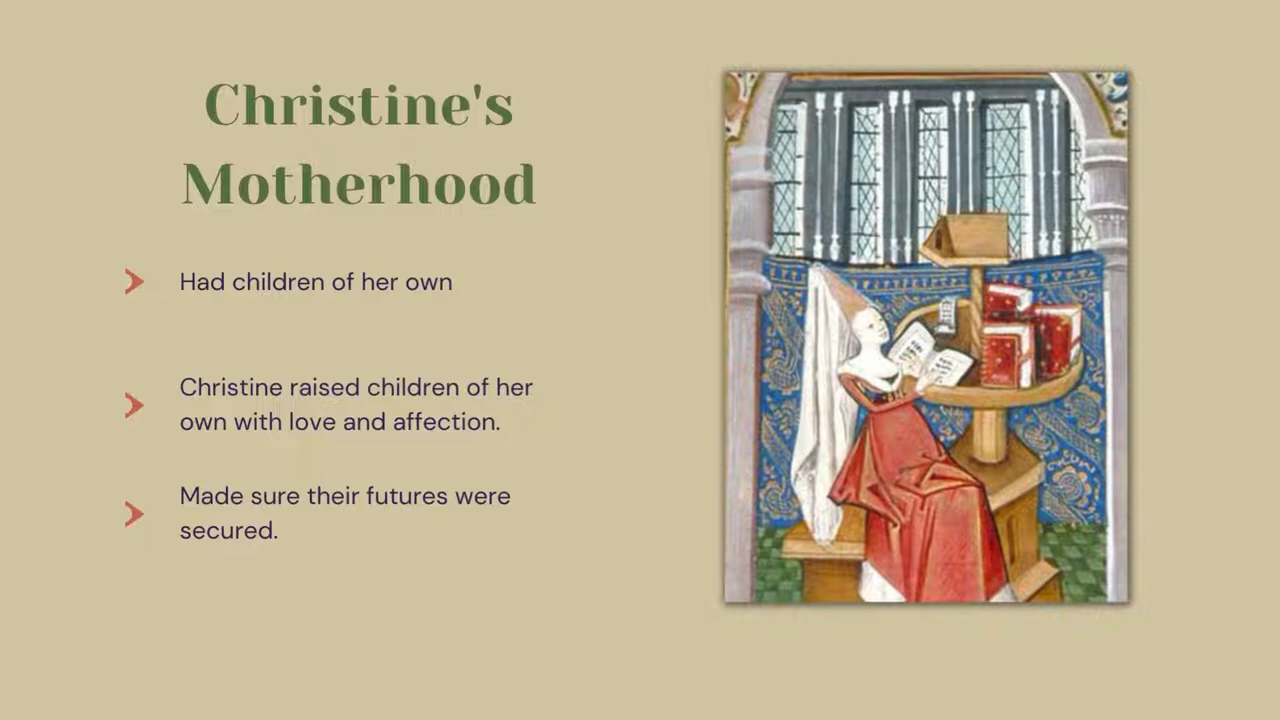 Christine's
Motherhood
Had children of her own
Christine raised children of her
own with love and affection.
Made sure their futures were
secured.